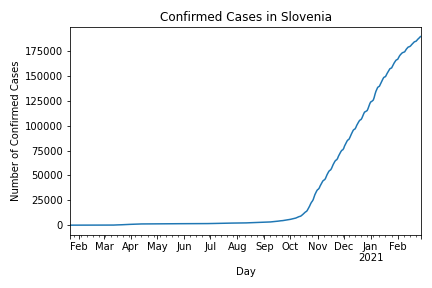 Confirmed Cases in Slovenia
Number of Confirmed Cases
175000
150000
125000
100000
75000
50000
25000
0
Feb Mar Apr May Jun Jul Aug Sep Oct Nov Dec Jan Feb
2021
Day